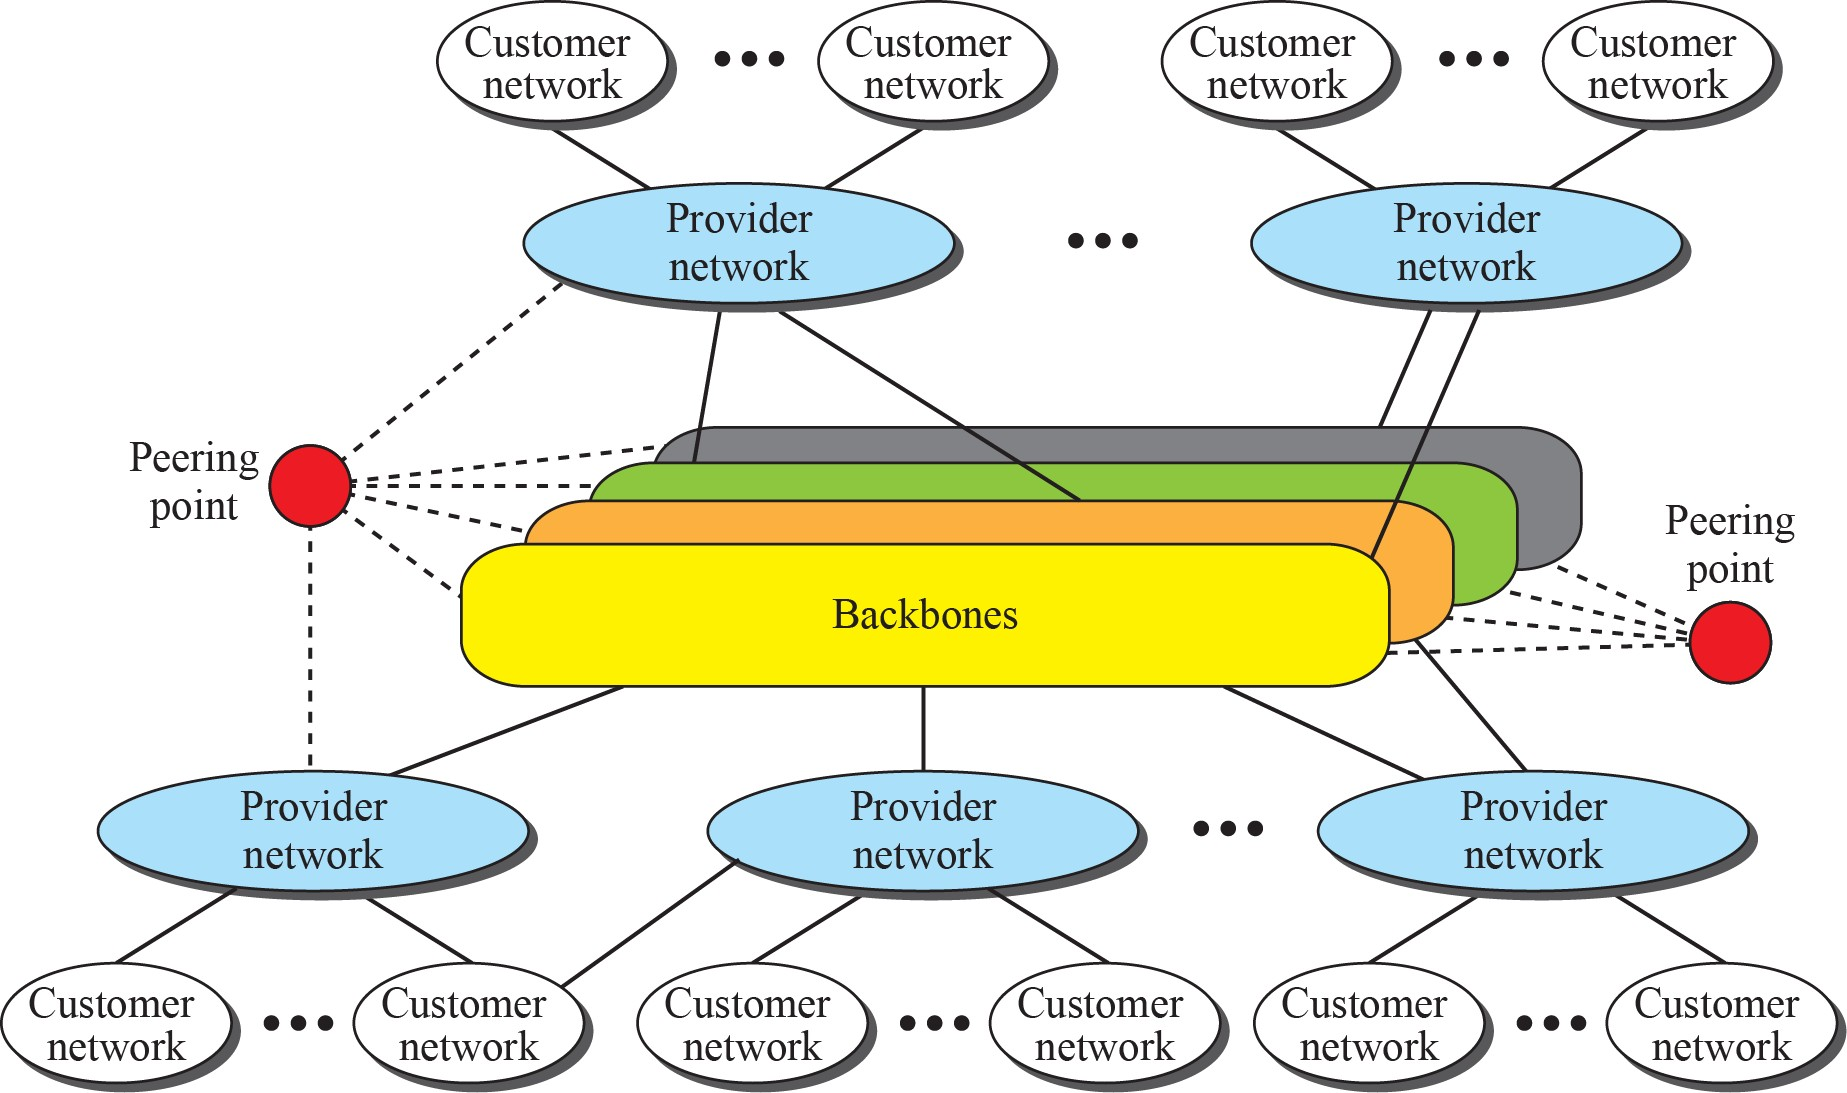 Customer
network
Customer
network
Customer
network
Customer
network
Provider
network
Provider
network
Peering
point
Peering
point
Backbones
Provider
network
Provider
network
Provider
network
Customer
network
Customer
network
Customer
network
Customer
network
Customer
network
Customer
network